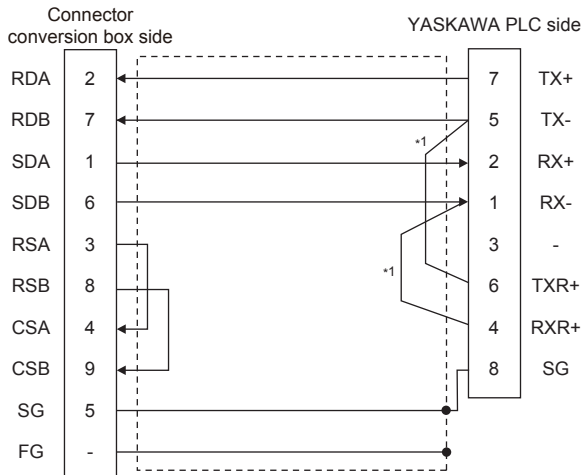 Connector
conversion box side
YASKAWA PLC side
RDA 2 7 TX+
RDB 7 5 TX-
*1
SDA 1 2 RX+
SDB 6 1 RX-
RSA 3 3 -
*1
RSB 8 6 TXR+
CSA 4 4 RXR+
CSB 9 8 SG
SG 5
FG -